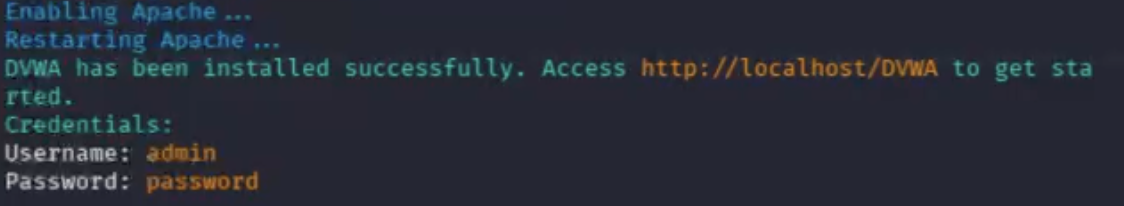 Enabling Apache...
Restarting Apache...
DVWA has been installed successfully. Access http://localhost/DVWA to get sta
rted.
Credentials:
Username: admin
Password: password